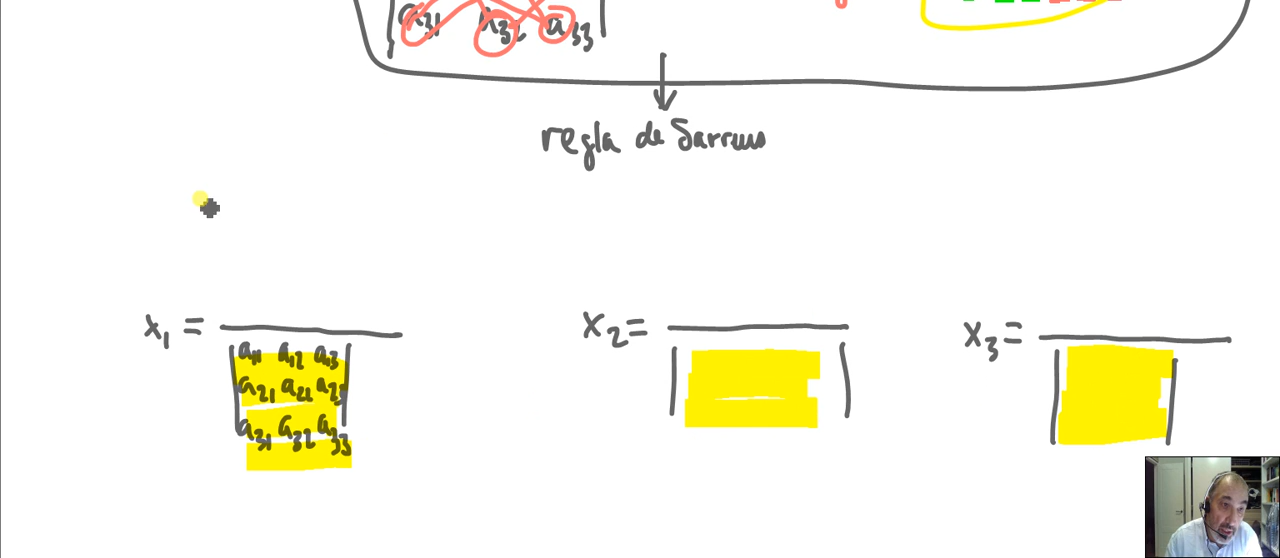 a31 a32 a33
regla de Sarrus
x1 = x2= x3=
a11 a12 a13
a21 a22 a23
a31 a32 a33